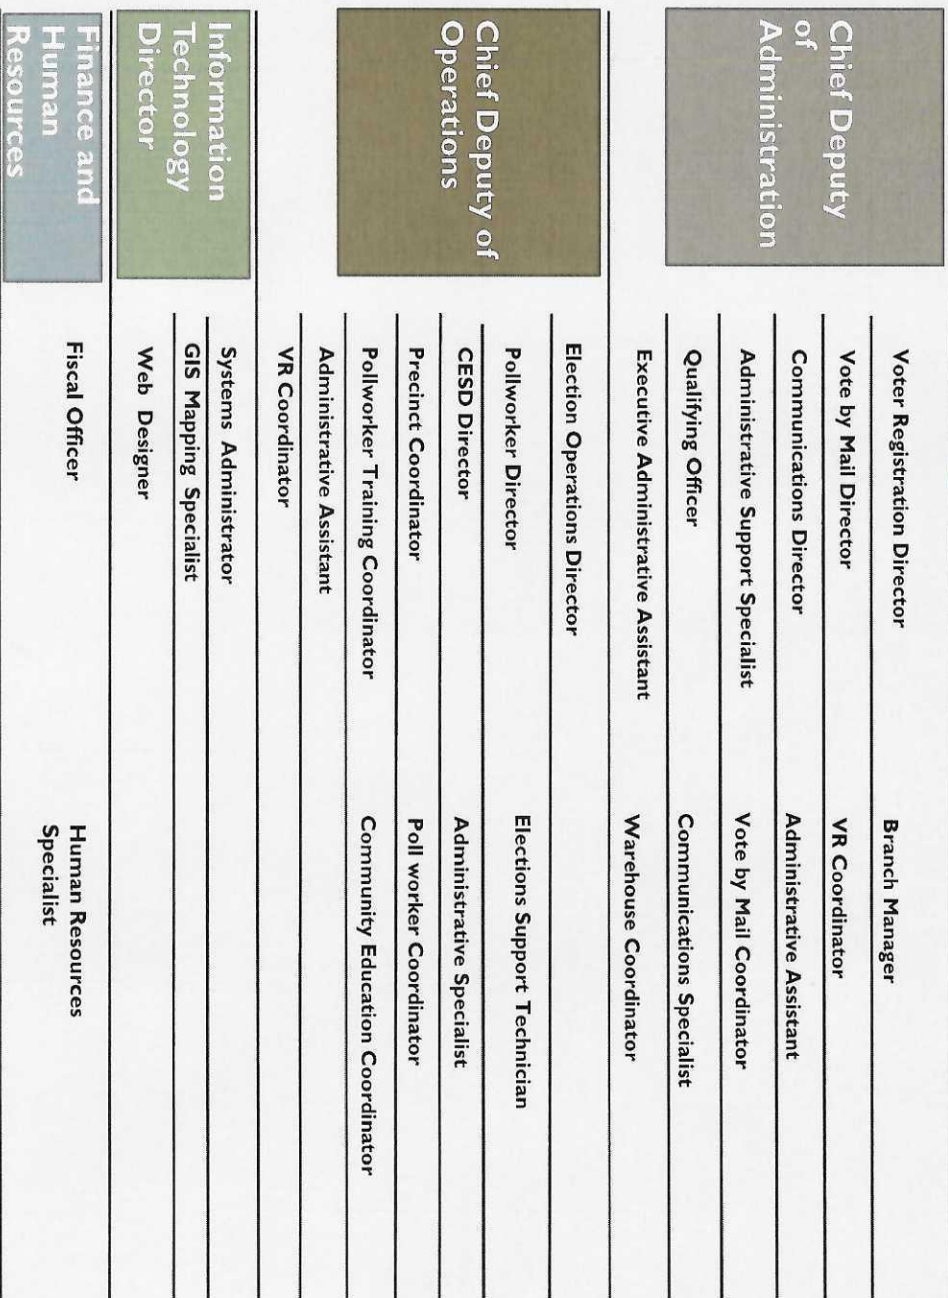 Chief Deputy
of
Administration
Voter Registration Director Branch Manager
Vote by Mail Director VR Coordinator
Communications Director Administrative Assistant
Administrative Support Specialist Vote by Mail Coordinator
Qualifying Officer Communications Specialist
Executive Administrative Assistant Warehouse Coordinator
Chief Deputy of
Operations
Election Operations Director
Pollworker Director Elections Support Technician
CESD Director Administrative Specialist
Precinct Coordinator Poll worker Coordinator
Pollworker Training Coordinator Community Education Coordinator
Administrative Assistant
VR Coordinator
Information
Technology
Director
Systems Administrator
GIS Mapping Specialist
Web Designer
Finance and
Human
Resources
Fiscal Officer Human Resources
Specialist